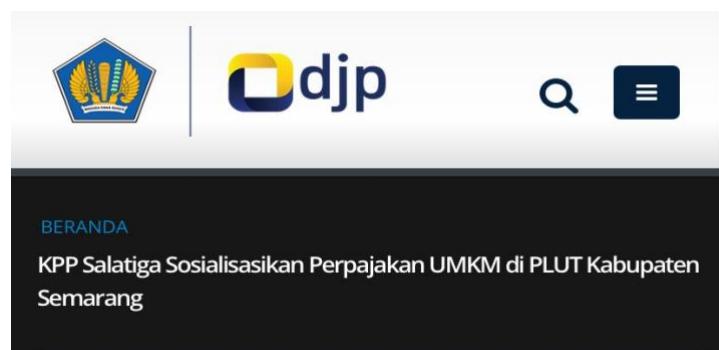 djp
BERANDA
KPP Salatiga Sosialisasikan Perpajakan UMKM di PLUT Kabupaten
Semarang